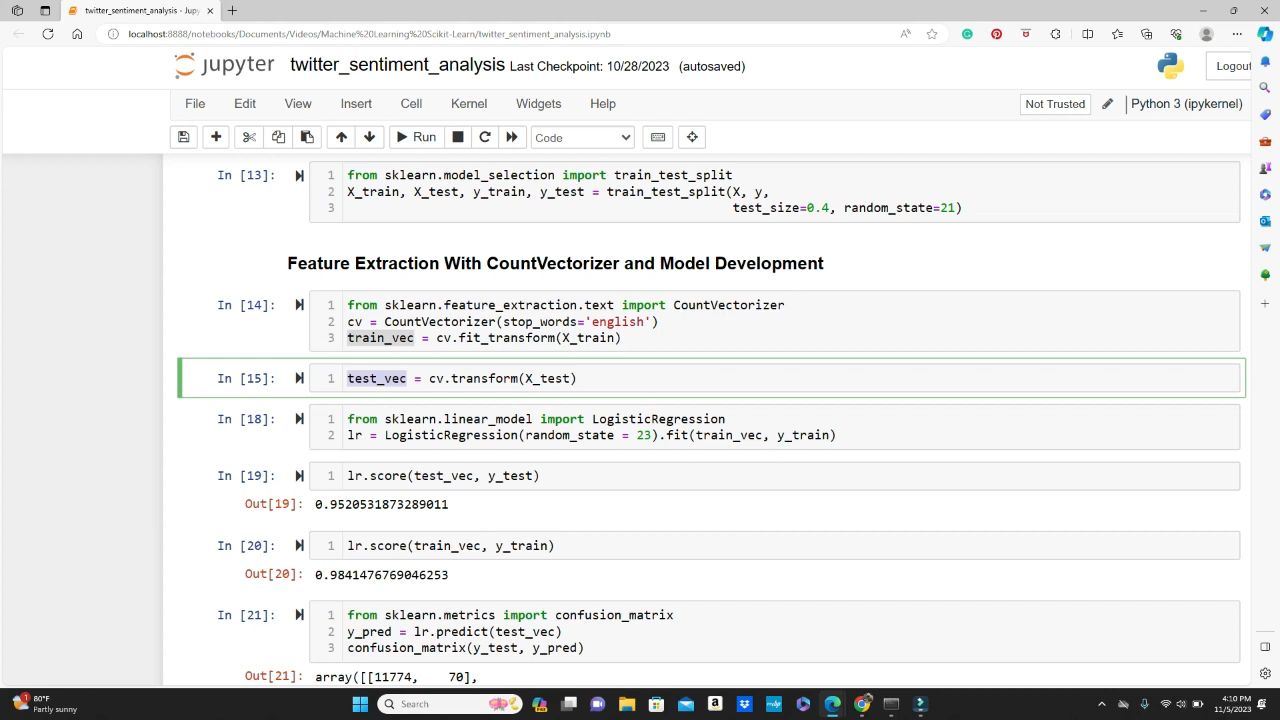 twitter_sentiment_analysis - Jupy
localhost:8888/notebooks/Documents/Videos/Machine%20Learning%20Scikit-Learn/twitter_sentiment_analysis.ipynb
jupyter twitter_sentiment_analysis Last Checkpoint: 10/28/2023 (autosaved)
Logout
File Edit View Insert Cell Kernel Widgets Help
Not Trusted Python 3 (ipykernel)
Run Code
In [13]: 1 from sklearn.model_selection import train_test_split
2 X_train, X_test, y_train, y_test = train_test_split(X, y,
3 test_size=0.4, random_state=21)
Feature Extraction With CountVectorizer and Model Development
In [14]: 1 from sklearn.feature_extraction.text import CountVectorizer
2 cv = CountVectorizer(stop_words='english')
3 train_vec = cv.fit_transform(X_train)
In [15]: 1 test_vec = cv.transform(X_test)
In [18]: 1 from sklearn.linear_model import LogisticRegression
2 lr = LogisticRegression(random_state = 23).fit(train_vec, y_train)
In [19]: 1 lr.score(test_vec, y_test)
Out[19]: 0.9520531873289011
In [20]: 1 lr.score(train_vec, y_train)
Out[20]: 0.9841476769046253
In [21]: 1 from sklearn.metrics import confusion_matrix
2 y_pred = lr.predict(test_vec)
3 confusion_matrix(y_test, y_pred)
Out[21]: array([[11774, 70],
1 80°F
Partly sunny
Search
4:10 PM
11/5/2023